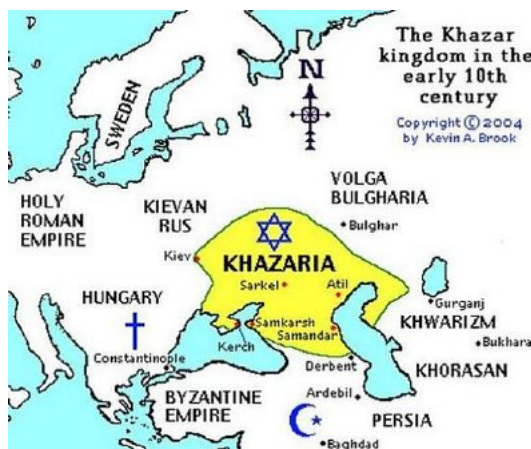 The Khazar
kingdom in the
early 10th
century
Copyright © 2004
by Kevin A. Brook
N
SWEDEN
HOLY
ROMAN
EMPIRE
KIEVAN
RUS
VOLGA
BULGHARIA
Bulghar
Kiev
KHAZARIA
Sarkel
Atil
HUNGARY
Samkarsh
Kerch
Samandar
Gurganj
KHWARIZM
Bukhara
Constantinople
Derbent
KHORASAN
BYZANTINE
EMPIRE
Ardebil
PERSIA
Baghdad